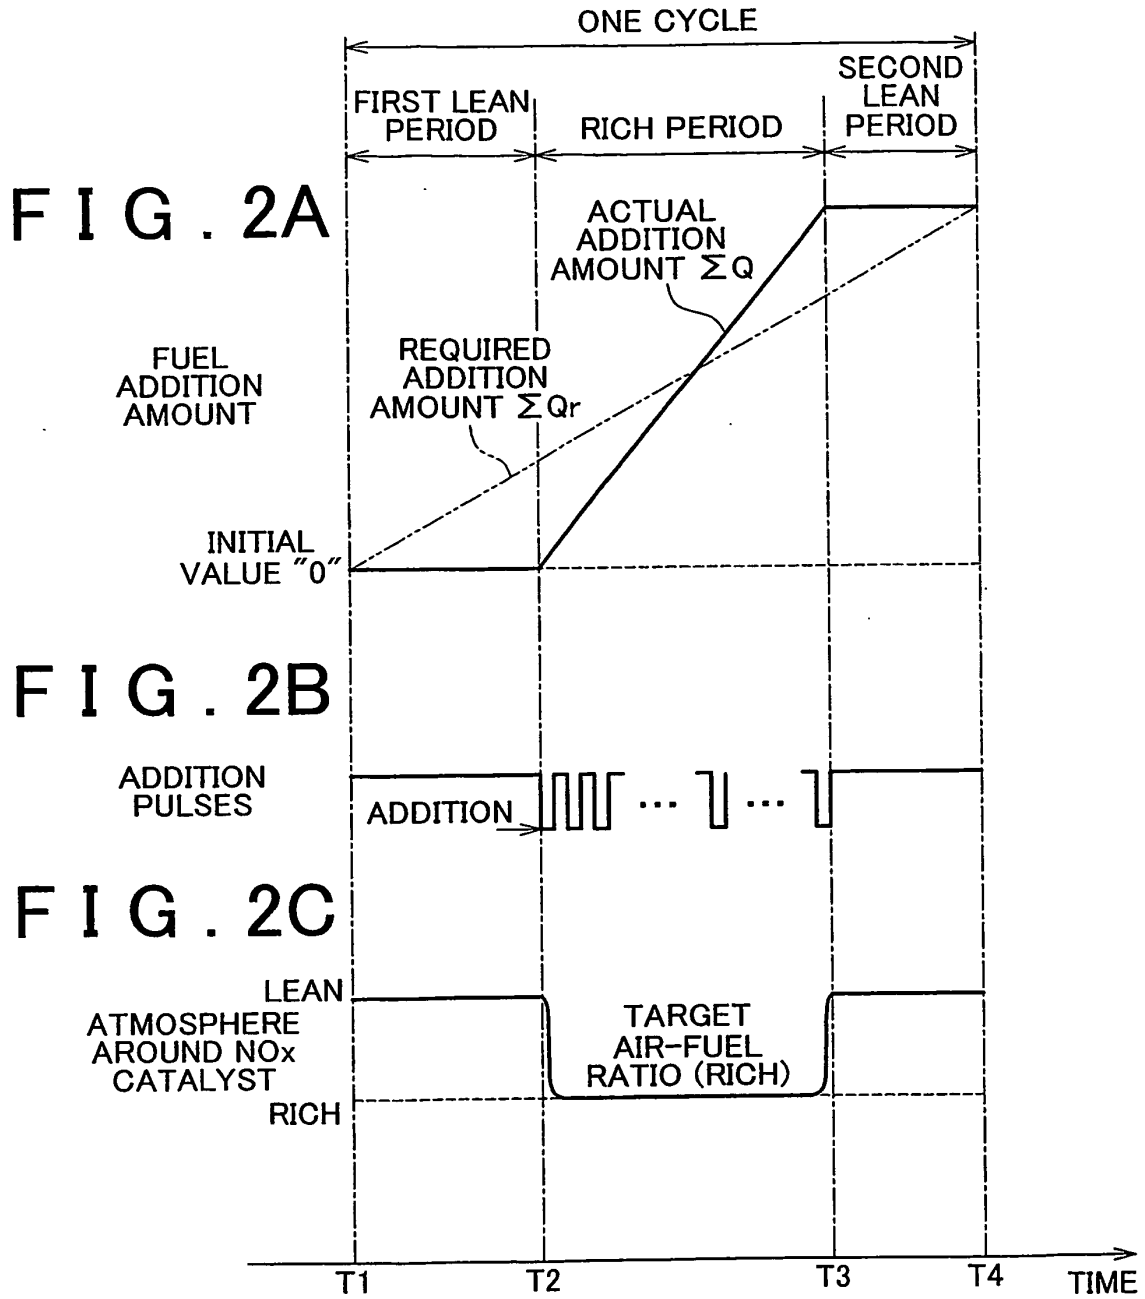 ONE CYCLE
FIRST LEAN
PERIOD
RICH PERIOD
SECOND
LEAN
PERIOD
FIG. 2A
ACTUAL
ADDITION
AMOUNT ΣQ
FUEL
ADDITION
AMOUNT
REQUIRED
ADDITION
AMOUNT ΣQr
INITIAL
VALUE "0"
FIG. 2B
ADDITION
PULSES
ADDITION
... ...
FIG. 2C
LEAN
ATMOSPHERE
AROUND NOx
CATALYST
RICH
TARGET
AIR-FUEL
RATIO (RICH)
T1 T2 T3 T4 TIME